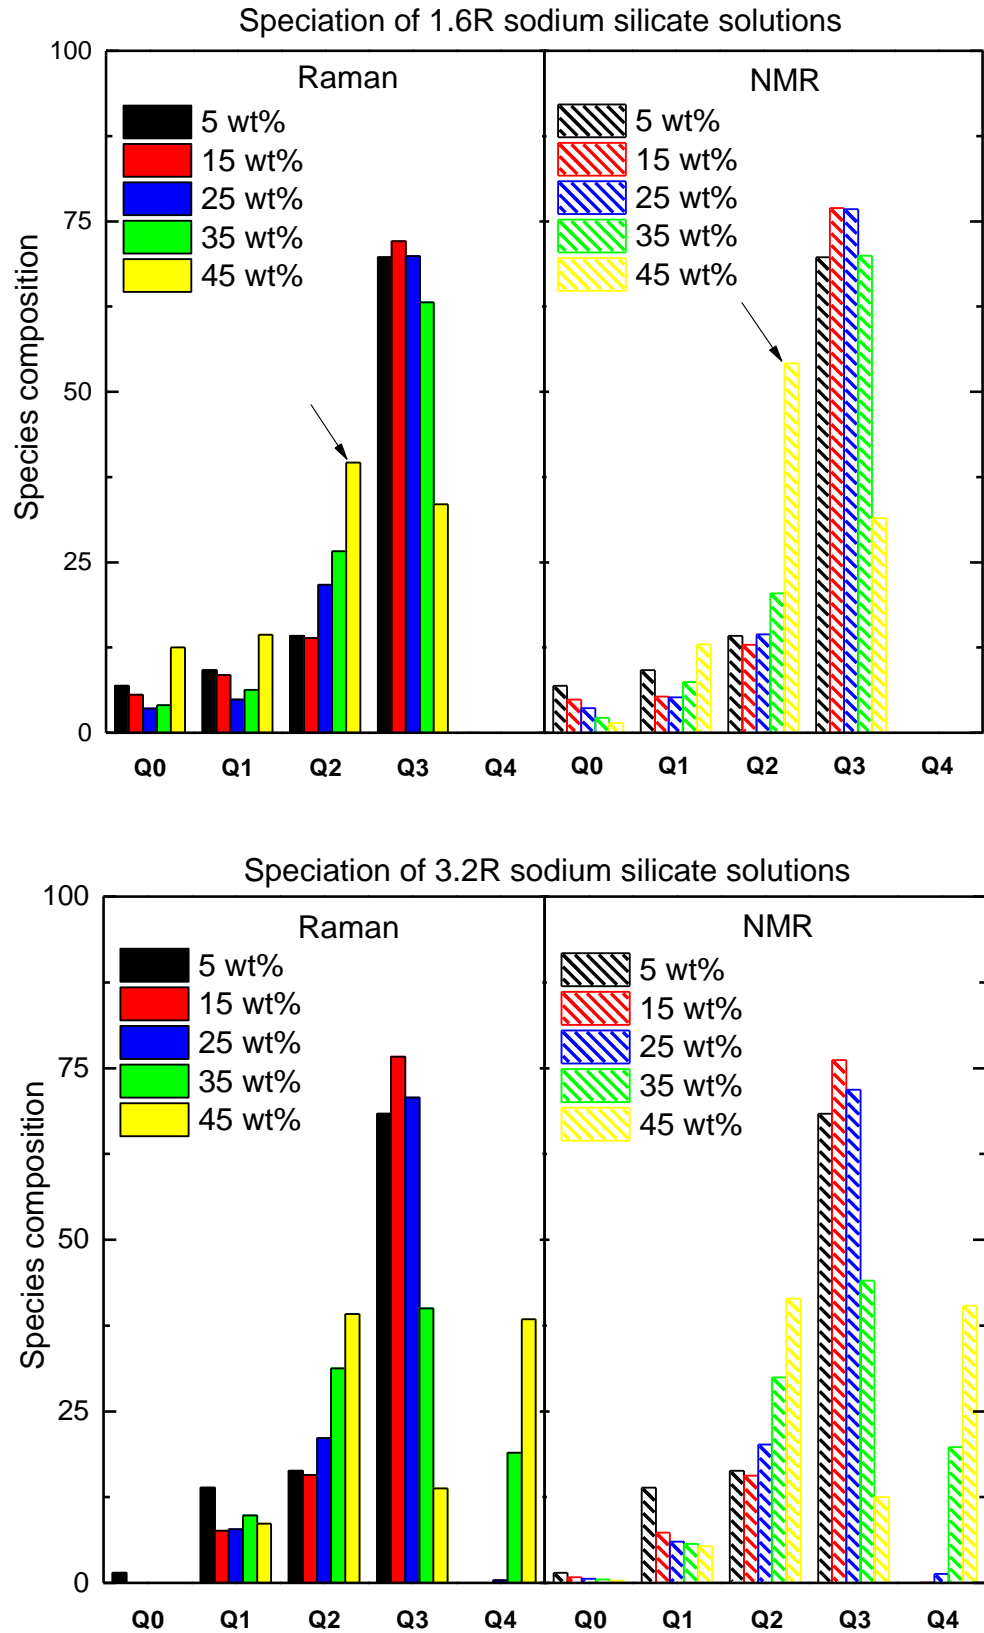 Speciation of 1.6R sodium silicate solutions
Species composition
100
75
50
25
0
Raman
5 wt%
15 wt%
25 wt%
35 wt%
45 wt%
NMR
5 wt%
15 wt%
25 wt%
35 wt%
45 wt%
Q0 Q1 Q2 Q3 Q4 Q0 Q1 Q2 Q3 Q4
Speciation of 3.2R sodium silicate solutions
Species composition
100
75
50
25
0
Raman
5 wt%
15 wt%
25 wt%
35 wt%
45 wt%
NMR
5 wt%
15 wt%
25 wt%
35 wt%
45 wt%
Q0 Q1 Q2 Q3 Q4 Q0 Q1 Q2 Q3 Q4